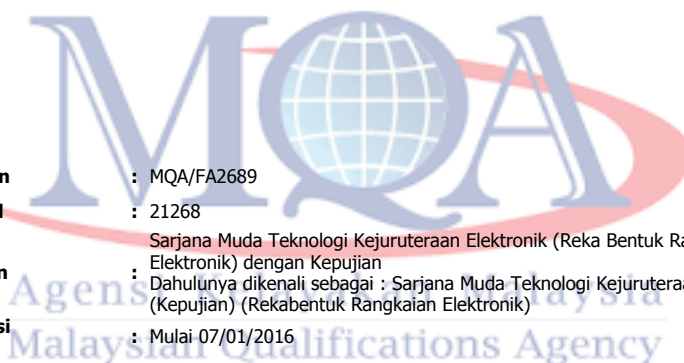 MQA
n : MQA/FA2689
: 21268
Sarjana Muda Teknologi Kejuruteraan Elektronik (Reka Bentuk Ra
n : Elektronik) dengan Kepujian
Dahulunya dikenali sebagai : Sarjana Muda Teknologi Kejuruteraa
(Kepujian) (Rekabentuk Rangkaian Elektronik)
Agensi Kelayakan Malaysia
si : Mulai 07/01/2016
Malaysian Qualifications Agency